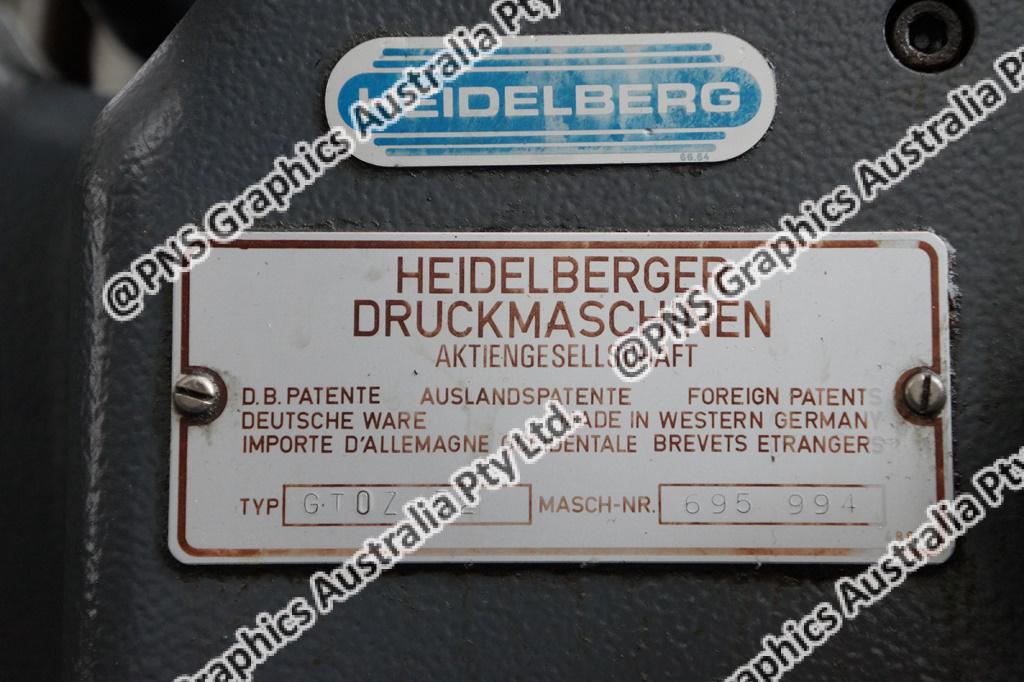 HEIDELBERG
66.64
HEIDELBERGER
DRUCKMASCHINEN
AKTIENGESELLSCHAFT
D.B. PATENTE AUSLANDSPATENTE FOREIGN PATENTS
DEUTSCHE WARE MADE IN WESTERN GERMANY
IMPORTE D'ALLEMAGNE OCCIDENTALE BREVETS ETRANGERS
TYP GTOZ MASCH-NR. 695 994
@PNS Graphics Australia Pty Ltd.
@PNS Graphics Australia Pty
Graphics Australia Pty Ltd.
Graphics Australia Pty